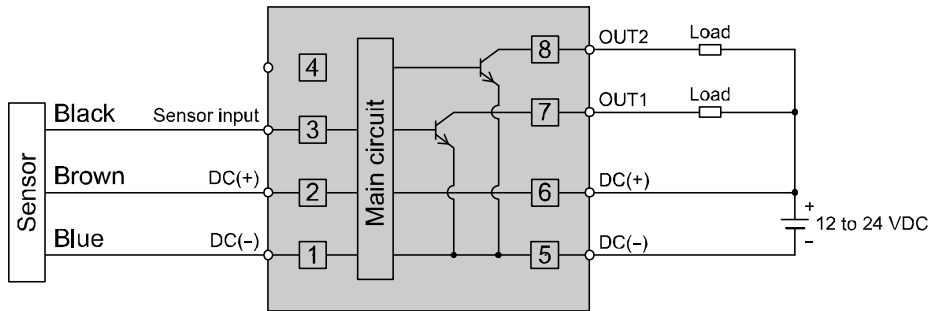 8
OUT2
Load
4
Black
Sensor input
3
7
OUT1
Load
Sensor
Brown
DC(+)
2
Main circuit
6
DC(+)
+
12 to 24 VDC
−
Blue
DC(−)
1
5
DC(−)